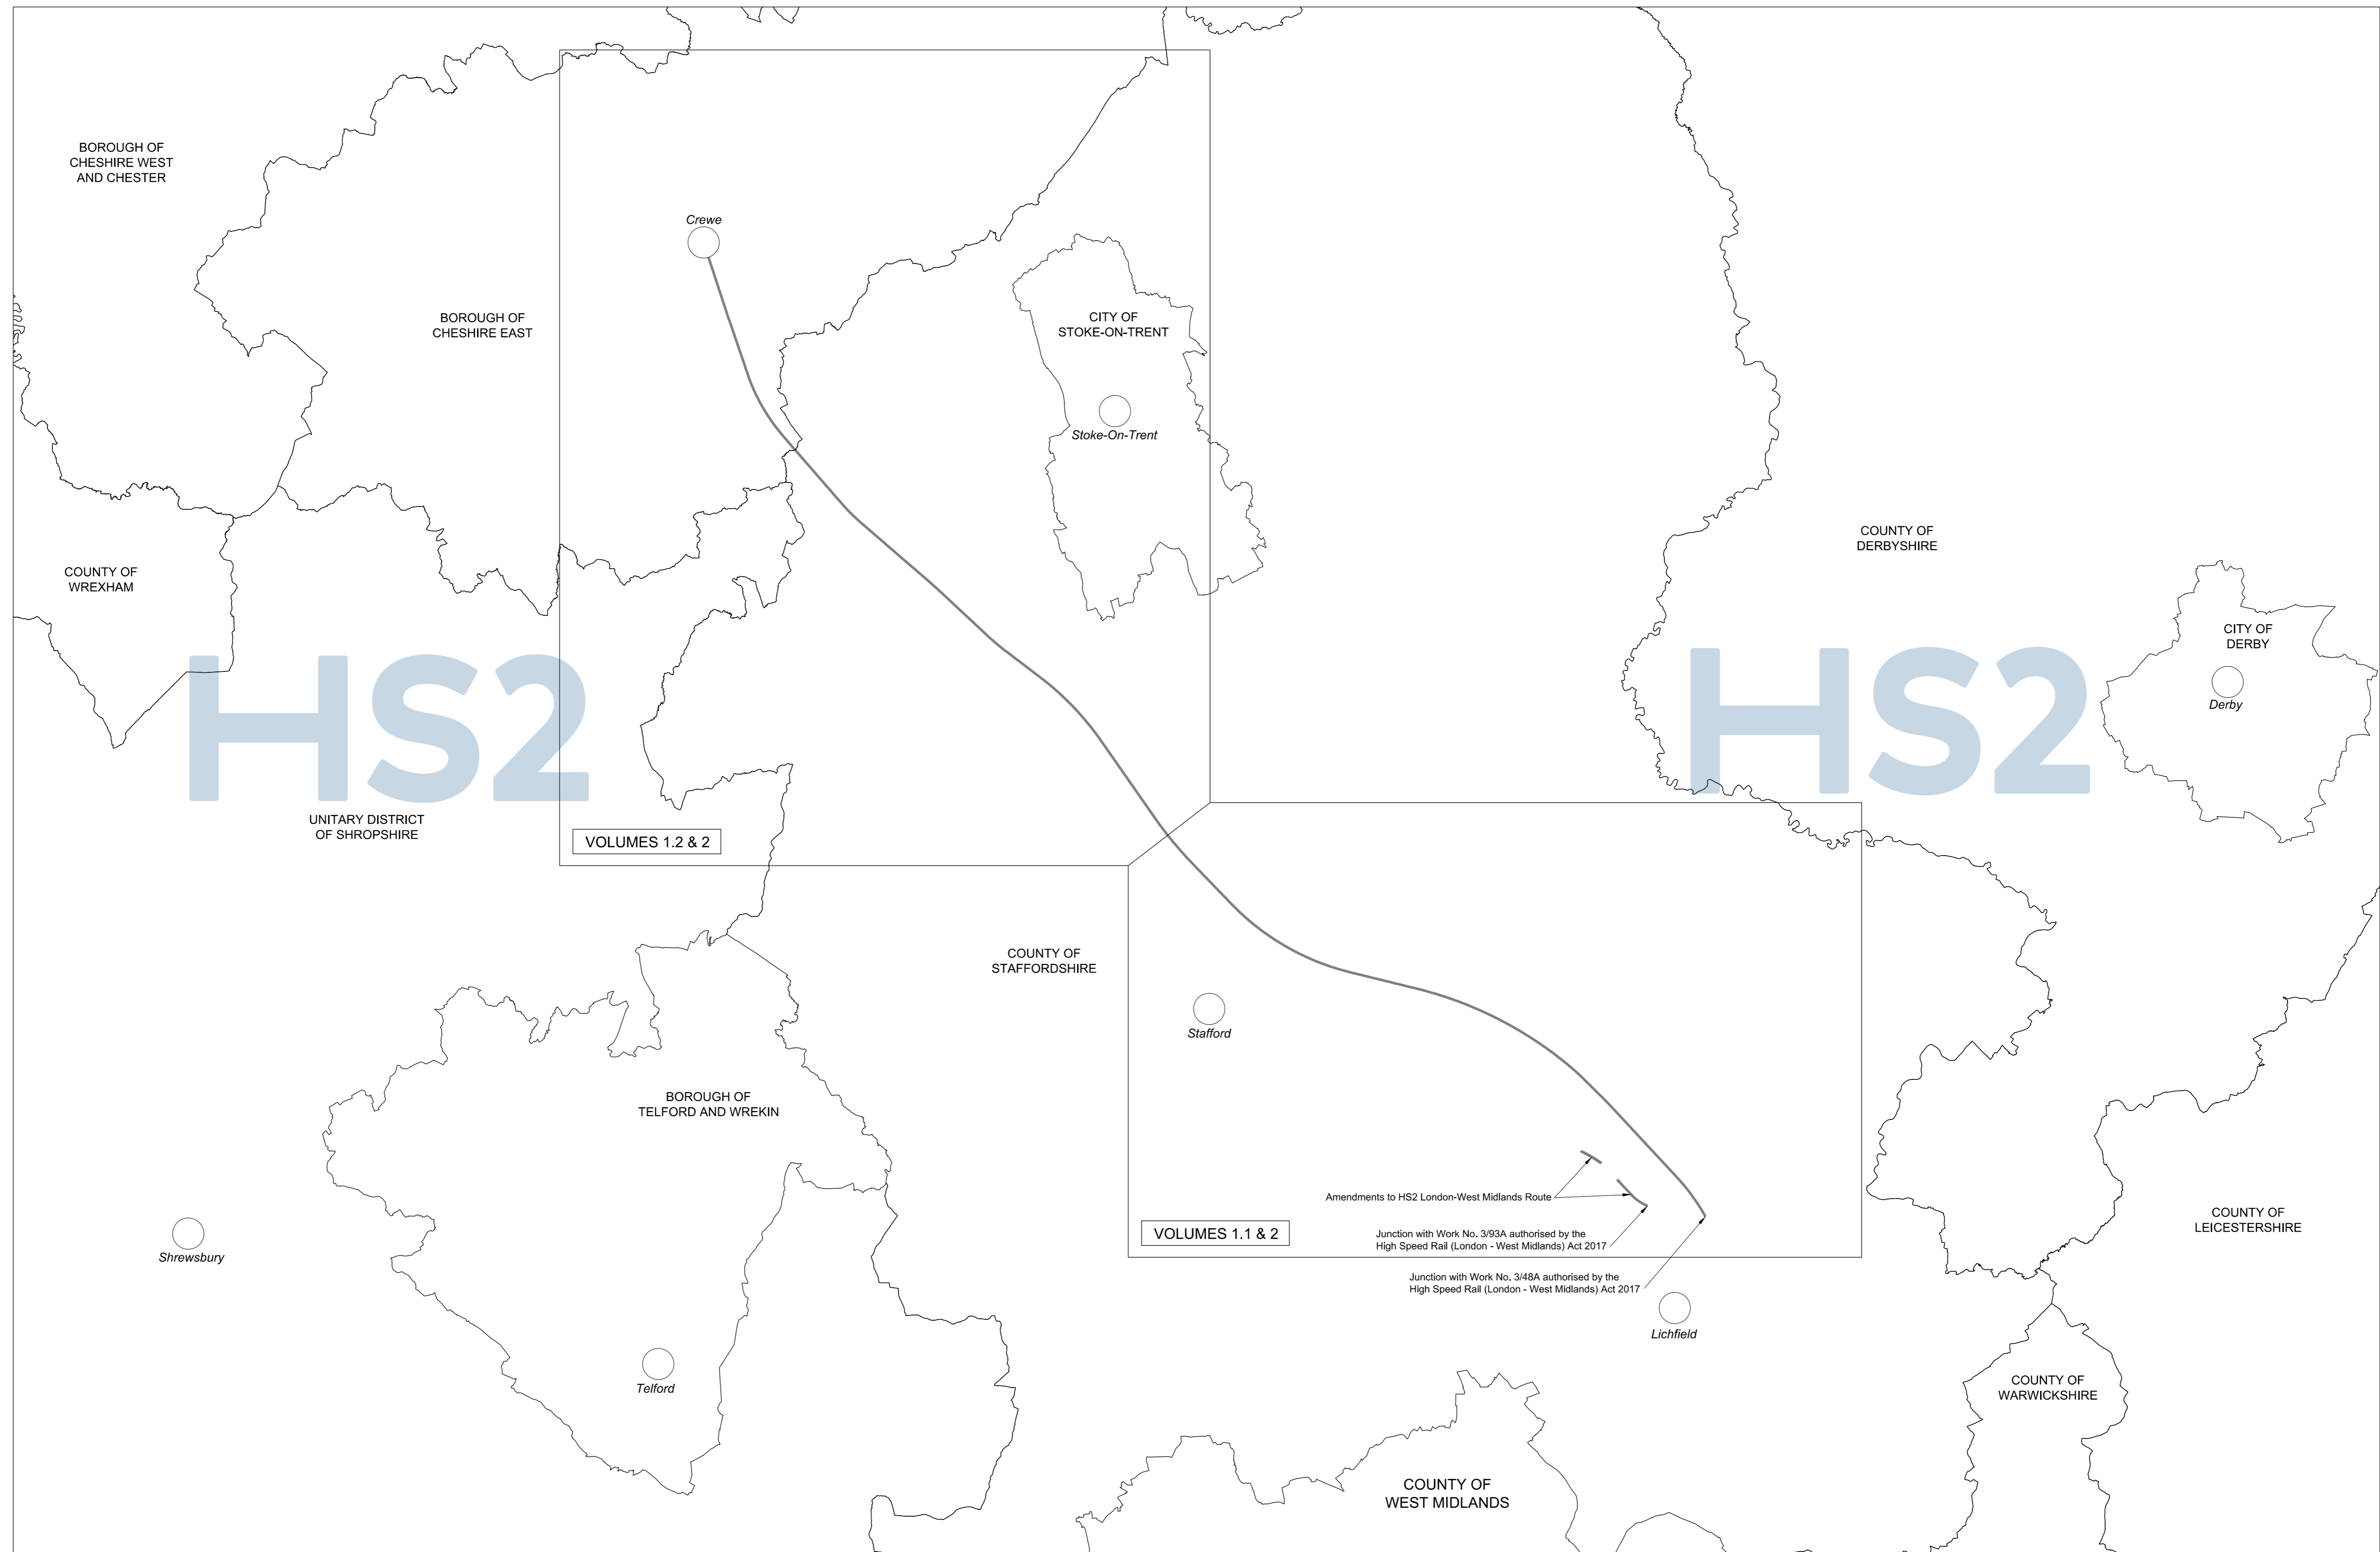 BOROUGH OF
CHESHIRE WEST
AND CHESTER
Crewe
BOROUGH OF
CHESHIRE EAST
CITY OF
STOKE-ON-TRENT
Stoke-On-Trent
COUNTY OF
DERBYSHIRE
COUNTY OF
WREXHAM
CITY OF
DERBY
Derby
HS2
HS2
UNITARY DISTRICT
OF SHROPSHIRE
VOLUMES 1.2 & 2
COUNTY OF
STAFFORDSHIRE
Stafford
BOROUGH OF
TELFORD AND WREKIN
Amendments to HS2 London-West Midlands Route
VOLUMES 1.1 & 2
Junction with Work No. 3/93A authorised by the
High Speed Rail (London - West Midlands) Act 2017
COUNTY OF
LEICESTERSHIRE
Shrewsbury
Junction with Work No. 3/48A authorised by the
High Speed Rail (London - West Midlands) Act 2017
Lichfield
Telford
COUNTY OF
WARWICKSHIRE
COUNTY OF
WEST MIDLANDS